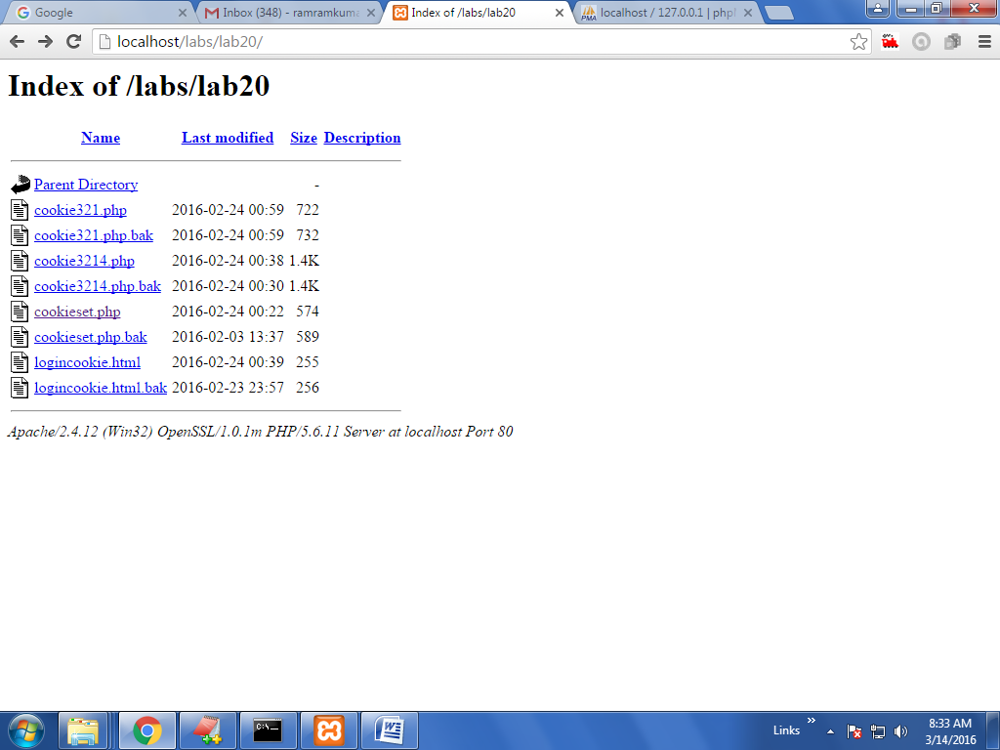 Google
Inbox (348) - ramramkuma
Index of /labs/lab20
localhost / 127.0.0.1 | phpl
localhost/labs/lab20/
Index of /labs/lab20
Name Last modified Size Description
Parent Directory -
cookie321.php 2016-02-24 00:59 722
cookie321.php.bak 2016-02-24 00:59 732
cookie3214.php 2016-02-24 00:38 1.4K
cookie3214.php.bak 2016-02-24 00:30 1.4K
cookieset.php 2016-02-24 00:22 574
cookieset.php.bak 2016-02-03 13:37 589
logincookie.html 2016-02-24 00:39 255
logincookie.html.bak 2016-02-23 23:57 256
Apache/2.4.12 (Win32) OpenSSL/1.0.1m PHP/5.6.11 Server at localhost Port 80
Links
8:33 AM
3/14/2016